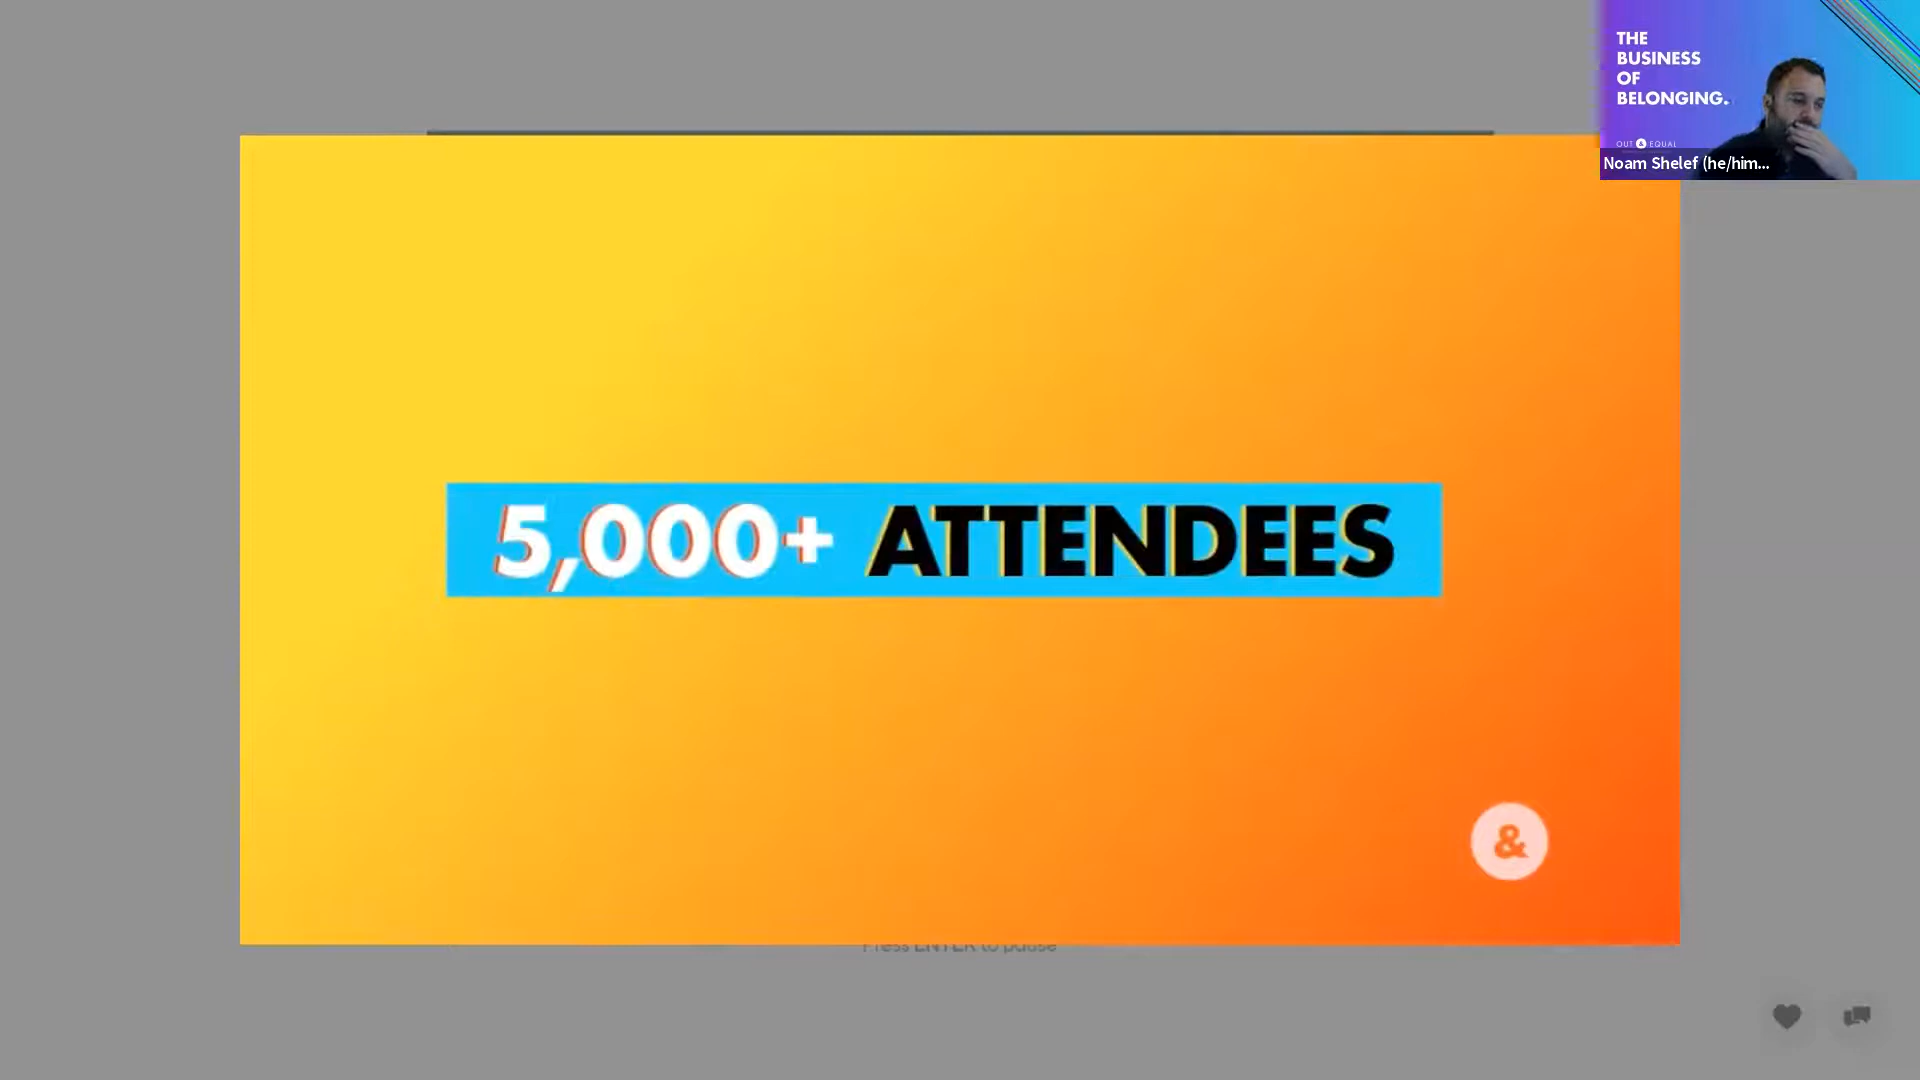 THE
BUSINESS
OF
BELONGING.
OUT & EQUAL
Noam Shelef (he/him...
5,000+ ATTENDEES
&
Press ENTER to pause